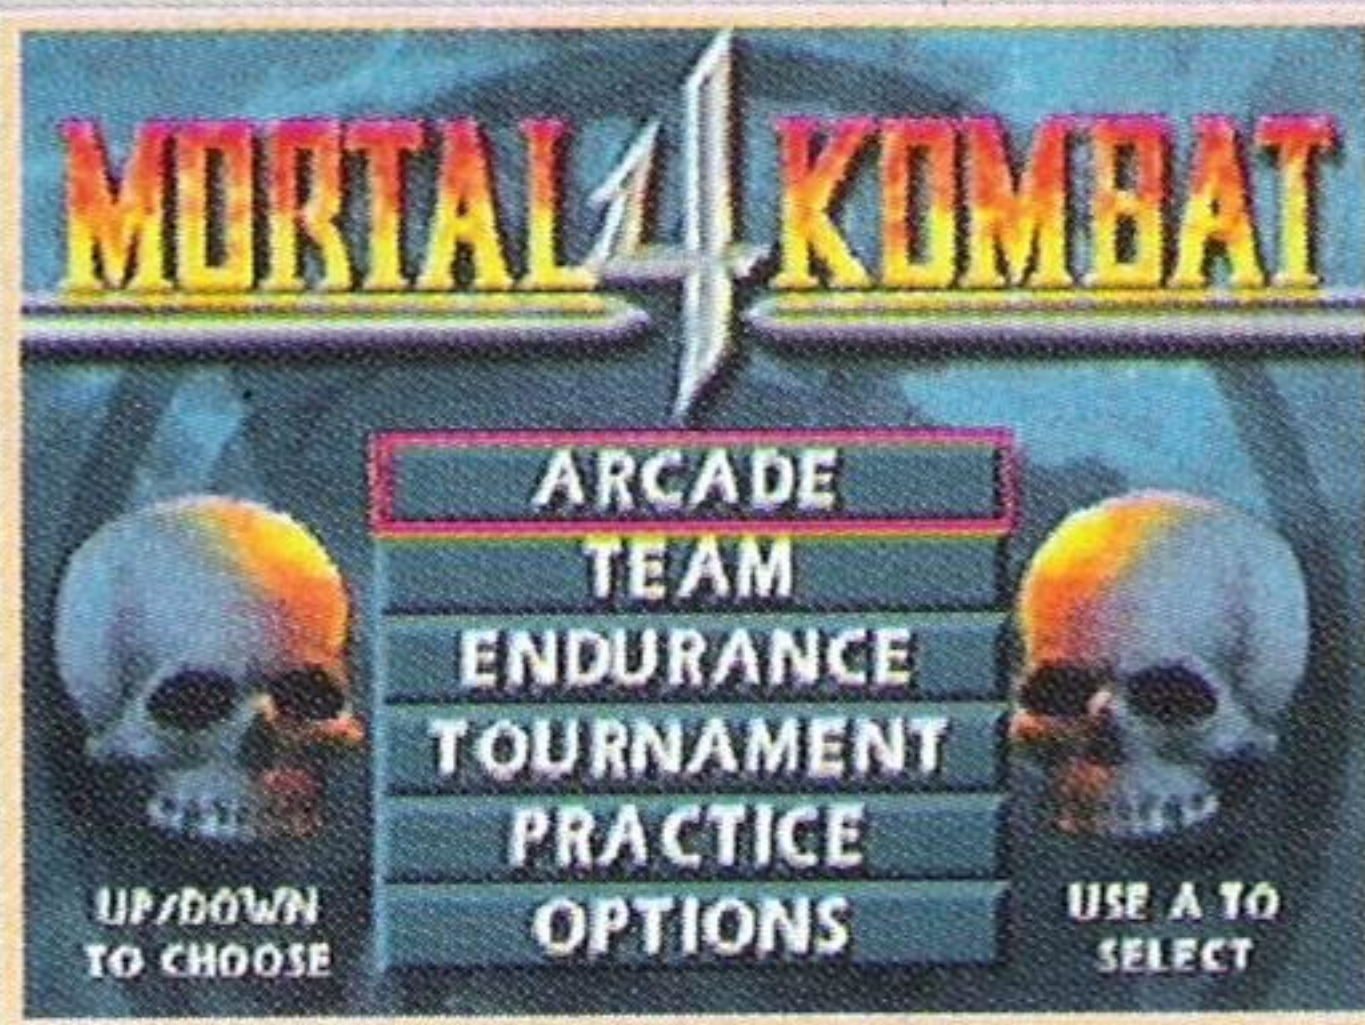 MORTAL 4 KOMBAT
ARCADE
TEAM
ENDURANCE
TOURNAMENT
PRACTICE
OPTIONS
UP/DOWN
TO CHOOSE
USE A TO
SELECT